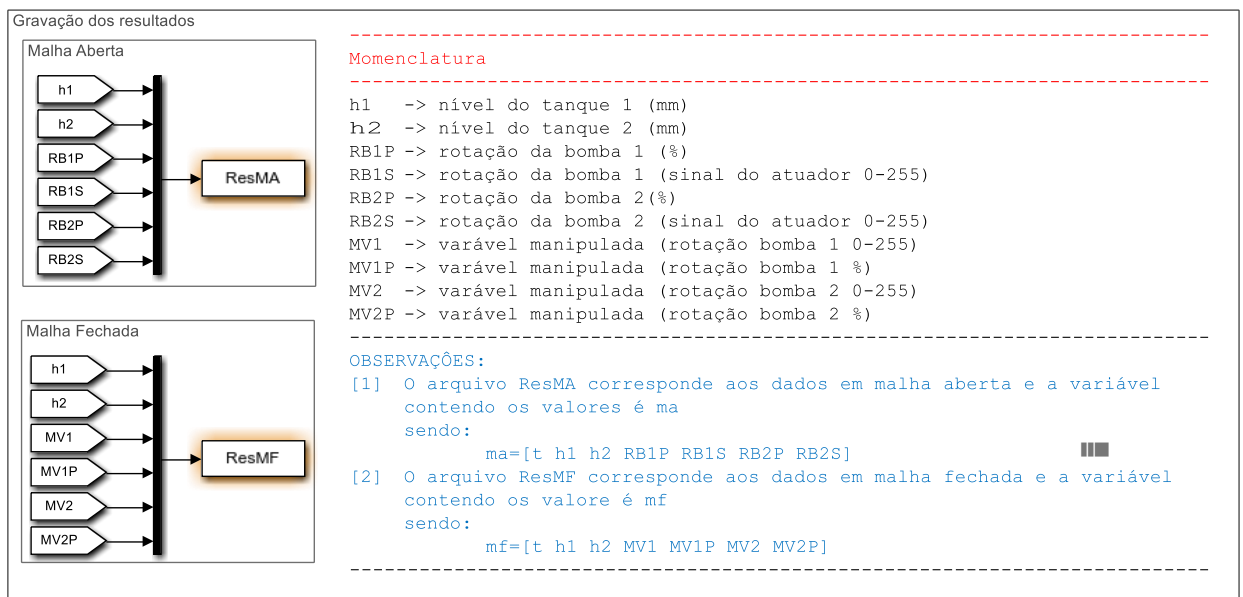 Gravação dos resultados
Malha Aberta
h1
h2
RB1P
RB1S
RB2P
RB2S
ResMA
Malha Fechada
h1
h2
MV1
MV1P
MV2
MV2P
ResMF
Momenclatura
h1 -> nível do tanque 1 (mm)
h2 -> nível do tanque 2 (mm)
RB1P -> rotação da bomba 1 (%)
RB1S -> rotação da bomba 1 (sinal do atuador 0-255)
RB2P -> rotação da bomba 2(%)
RB2S -> rotação da bomba 2 (sinal do atuador 0-255)
MV1 -> varável manipulada (rotação bomba 1 0-255)
MV1P -> varável manipulada (rotação bomba 1 %)
MV2 -> varável manipulada (rotação bomba 2 0-255)
MV2P -> varável manipulada (rotação bomba 2 %)
OBSERVAÇÔES:
[1] O arquivo ResMA corresponde aos dados em malha aberta e a variável
contendo os valores é ma
sendo:
ma=[t h1 h2 RB1P RB1S RB2P RB2S]
[2] O arquivo ResMF corresponde aos dados em malha fechada e a variável
contendo os valore é mf
sendo:
mf=[t h1 h2 MV1 MV1P MV2 MV2P]